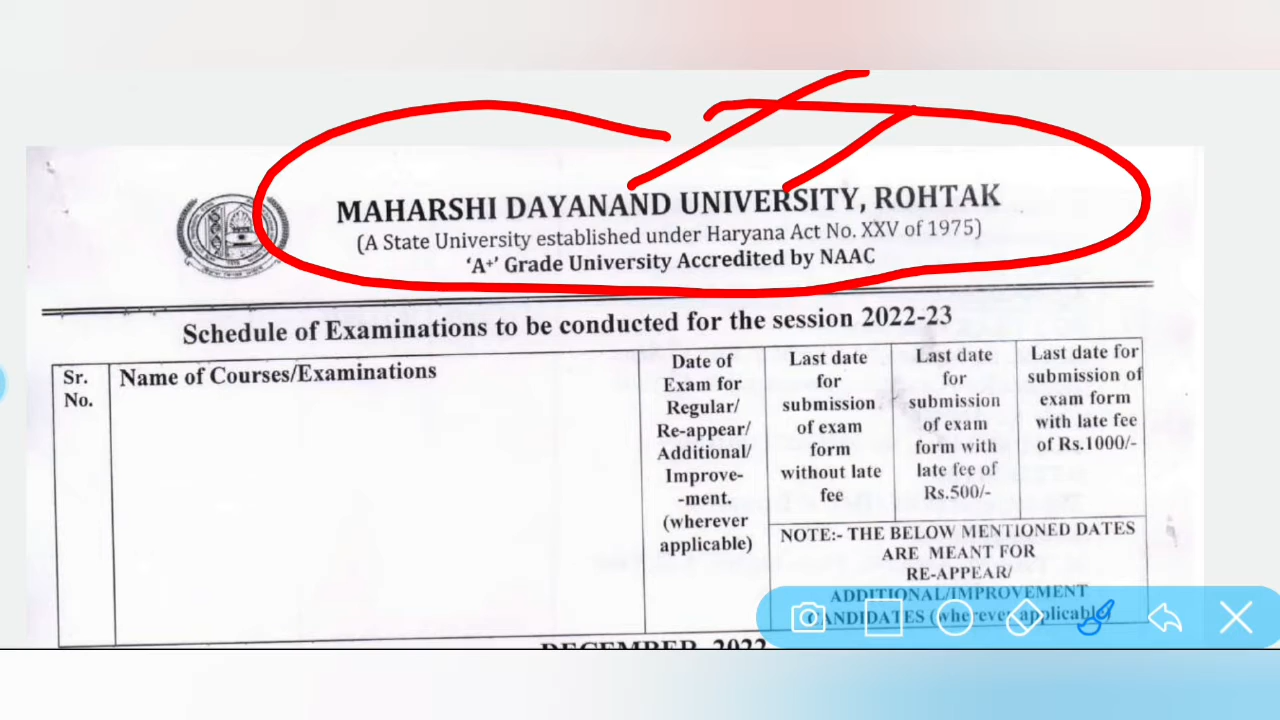 MAHARSHI DAYANAND UNIVERSITY, ROHTAK
(A State University established under Haryana Act No. XXV of 1975)
‘A+’ Grade University Accredited by NAAC
Schedule of Examinations to be conducted for the session 2022-23
Sr.
No.
Name of Courses/Examinations
Date of
Exam for
Regular/
Re-appear/
Additional/
Improve-
-ment.
(wherever
applicable)
Last date
for
submission
of exam
form
without late
fee
Last date
for
submission
of exam
form with
late fee of
Rs.500/-
Last date for
submission of
exam form
with late fee
of Rs.1000/-
NOTE:- THE BELOW MENTIONED DATES
ARE MEANT FOR
RE-APPEAR/
ADDITIONAL/IMPROVEMENT
CANDIDATES (wherever applicable)
DECEMBER, 2022